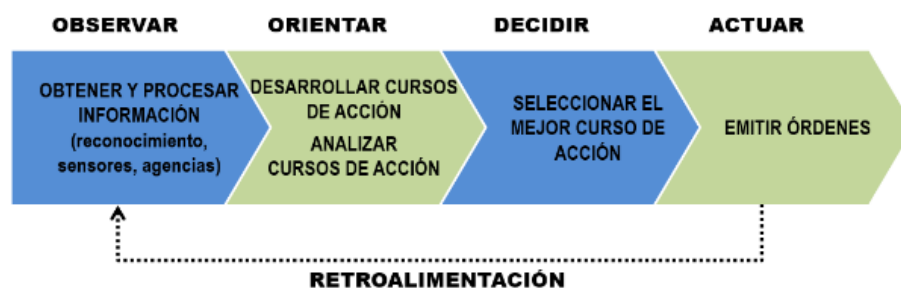 OBSERVAR
ORIENTAR
DECIDIR
ACTUAR
OBTENER Y PROCESAR
INFORMACIÓN
(reconocimiento,
sensores, agencias)
DESARROLLAR CURSOS
DE ACCIÓN
ANALIZAR
CURSOS DE ACCIÓN
SELECCIONAR EL
MEJOR CURSO DE
ACCIÓN
EMITIR ÓRDENES
RETROALIMENTACIÓN